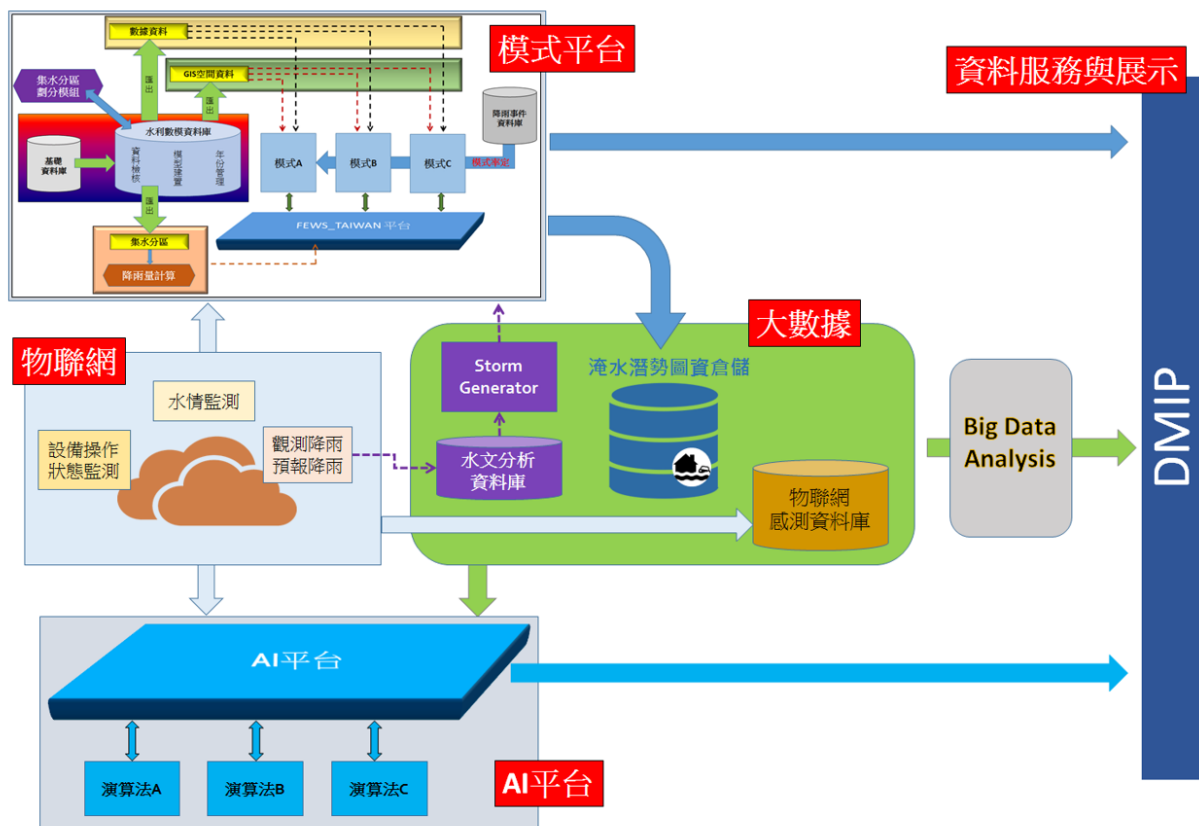 模式平台
資料服務與展示
數據資料
GIS空間資料
匯出
匯出
集水分區
劃分模組
水利數模資料庫
資料檢核
模型建置
年份管理
基礎
資料庫
降雨事件
資料庫
模式A
模式B
模式C
模式率定
匯出
FEWS_TAIWAN 平台
集水分區
降雨量計算
物聯網
水情監測
設備操作
狀態監測
觀測降雨
預報降雨
大數據
Storm
Generator
水文分析
資料庫
淹水潛勢圖資倉儲
物聯網
感測資料庫
Big Data
Analysis
DMIP
AI平台
演算法A
演算法B
演算法C
AI平台